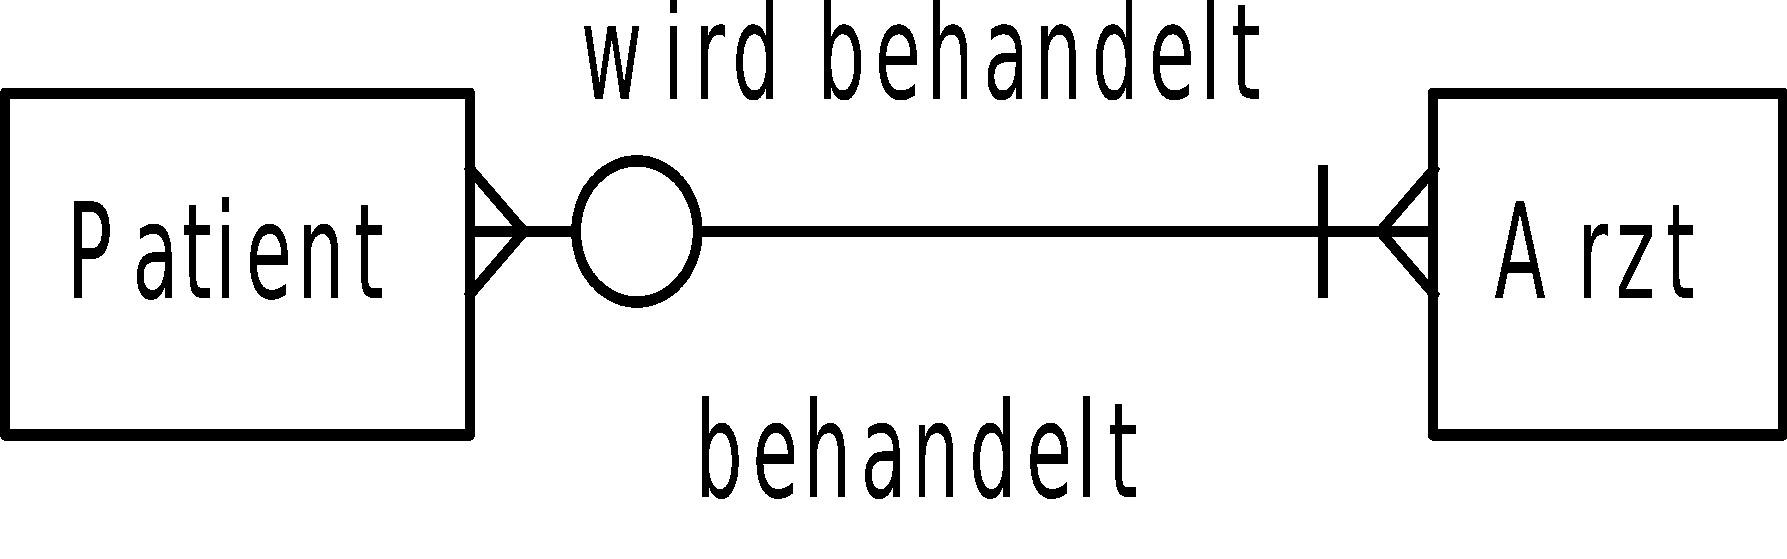 wird behandelt
Patient
Arzt
behandelt